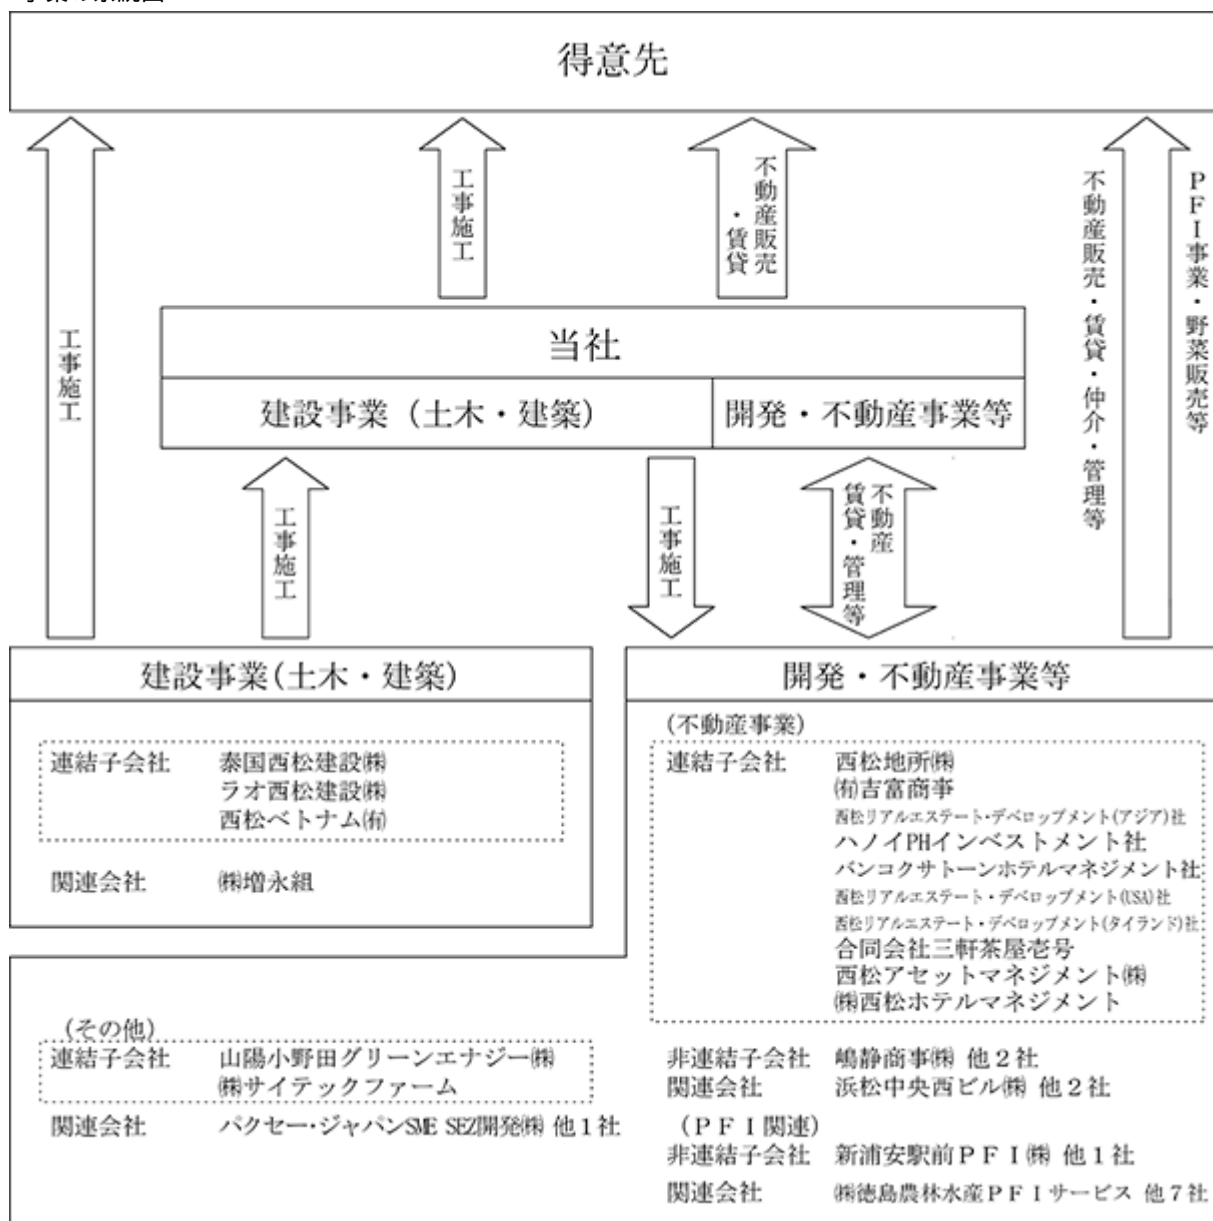 得意先
工事施工
工事施工
不動産販売
・賃貸
不動産販売・賃貸・仲介・管理等
PFI事業・野菜販売等
当社
建設事業（土木・建築）
開発・不動産事業等
工事施工
工事施工
不動産
賃貸・管理等
建設事業(土木・建築)
連結子会社 泰国西松建設㈱
ラオ西松建設㈱
西松ベトナム㈲
関連会社 ㈱増永組
開発・不動産事業等
(不動産事業)
連結子会社 西松地所㈱
㈲吉富商事
西松リアルエステート・デベロップメント(アジア)社
ハノイPHインベストメント社
バンコクサトーンホテルマネジメント社
西松リアルエステート・デベロップメント(USA)社
西松リアルエステート・デベロップメント(タイランド)社
合同会社三軒茶屋壱号
西松アセットマネジメント㈱
㈱西松ホテルマネジメント
非連結子会社 嶋静商事㈱ 他２社
関連会社 浜松中央西ビル㈱ 他２社
(ＰＦＩ関連)
非連結子会社 新浦安駅前ＰＦＩ㈱ 他１社
関連会社 ㈱徳島農林水産ＰＦＩサービス 他７社
(その他)
連結子会社 山陽小野田グリーンエナジー㈱
㈱サイテックファーム
関連会社 パクセー・ジャパンSME SEZ開発㈱ 他１社